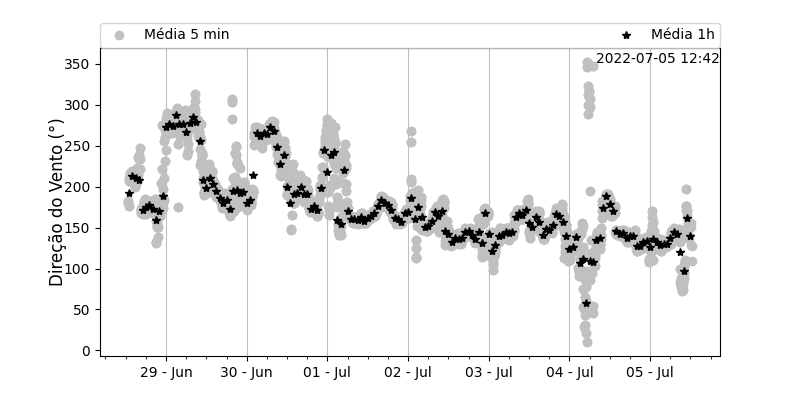 Média 5 min
Média 1h
2022-07-05 12:42
Direção do Vento (°)
350
300
250
200
150
100
50
0
29 - Jun
30 - Jun
01 - Jul
02 - Jul
03 - Jul
04 - Jul
05 - Jul